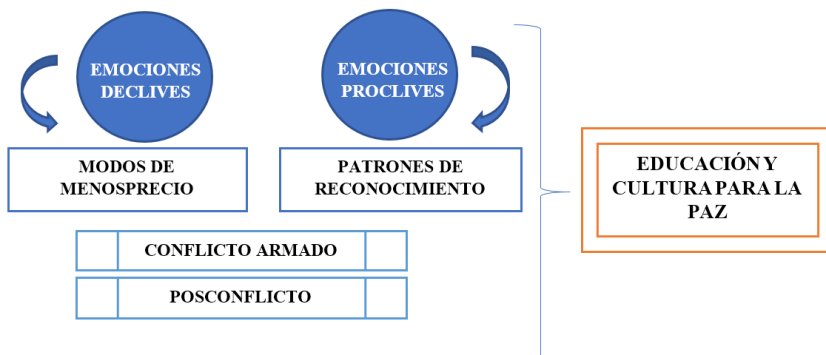 EMOCIONES
DECLIVES
EMOCIONES
PROCLIVES
MODOS DE
MENOSPRECIO
PATRONES DE
RECONOCIMIENTO
CONFLICTO ARMADO
POSCONFLICTO
EDUCACIÓN Y
CULTURA PARA LA
PAZ